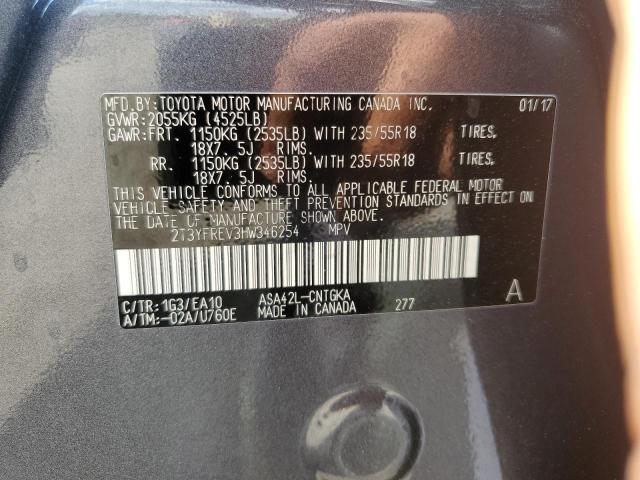 MFD.BY:TOYOTA MOTOR MANUFACTURING CANADA INC. 01/17
GVWR:2055KG (4525LB)
GAWR:FRT. 1150KG (2535LB) WITH 235/55R18 TIRES,
18X7.5J RIMS.
RR. 1150KG (2535LB) WITH 235/55R18 TIRES,
18X7.5J RIMS.
THIS VEHICLE CONFORMS TO ALL APPLICABLE FEDERAL MOTOR
VEHICLE SAFETY AND THEFT PREVENTION STANDARDS IN EFFECT ON
THE DATE OF MANUFACTURE SHOWN ABOVE.
2T3YFREV3HW346254 MPV
C/TR:1G3/EA10 ASA42L-CNTGKA 277 A
A/TM:-02A/U760E MADE IN CANADA